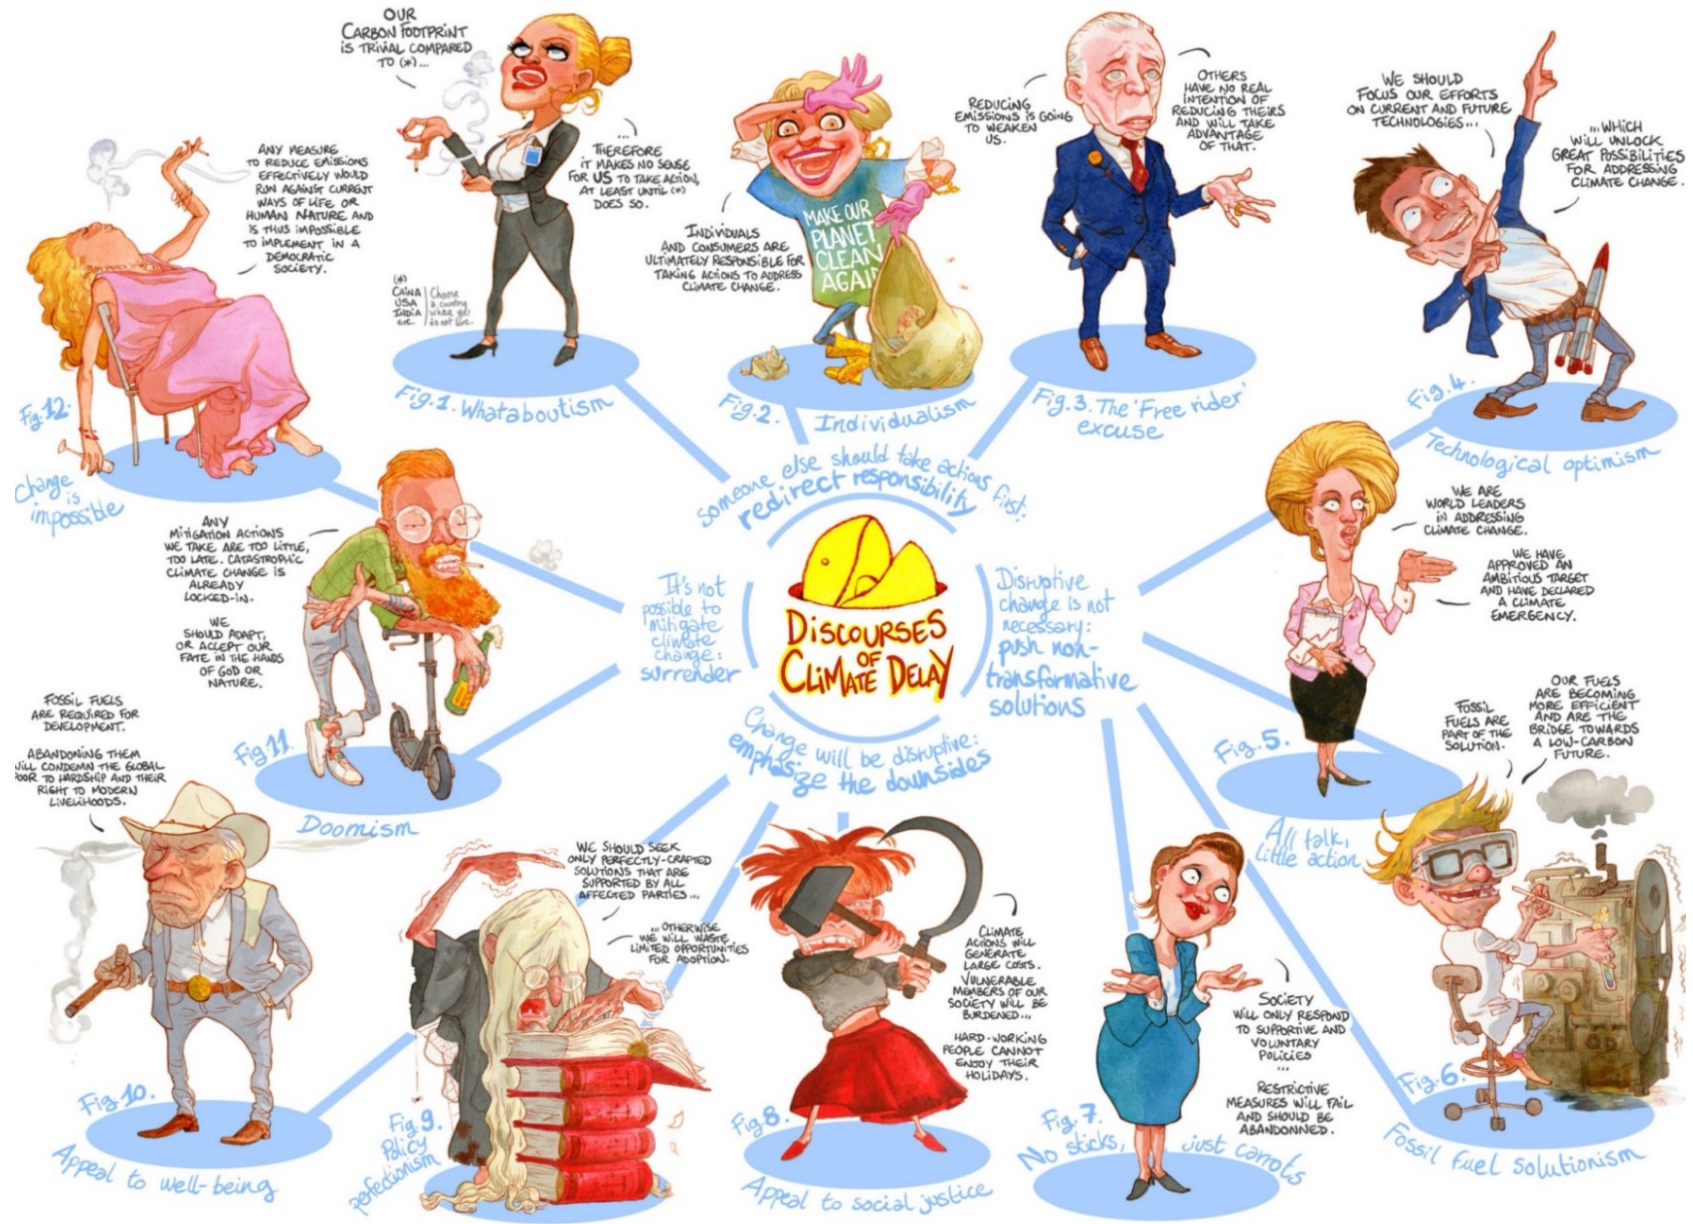 OUR
CARBON FOOTPRINT
IS TRIVIAL COMPARED
TO (*)...
...
THEREFORE
IT MAKES NO SENSE
FOR US TO TAKE ACTION,
AT LEAST UNTIL (*)
DOES SO.
(*)
CHINA
USA
INDIA
ETC.
Choose
a country
where you
do not live.
Fig.1. Whataboutism
INDIVIDUALS
AND CONSUMERS ARE
ULTIMATELY RESPONSIBLE FOR
TAKING ACTIONS TO ADDRESS
CLIMATE CHANGE.
MAKE OUR
PLANET
CLEAN
AGAIN
Fig.2. Individualism
REDUCING
EMISSIONS IS GOING
TO WEAKEN
US.
OTHERS
HAVE NO REAL
INTENTION OF
REDUCING THEIRS
AND WILL TAKE
ADVANTAGE
OF THAT.
Fig.3. The 'Free rider'
excuse
WE SHOULD
FOCUS OUR EFFORTS
ON CURRENT AND FUTURE
TECHNOLOGIES...
...WHICH
WILL UNLOCK
GREAT POSSIBILITIES
FOR ADDRESSING
CLIMATE CHANGE.
Fig.4.
Technological optimism
ANY MEASURE
TO REDUCE EMISSIONS
EFFECTIVELY WOULD
RUN AGAINST CURRENT
WAYS OF LIFE OR
HUMAN NATURE AND
IS THUS IMPOSSIBLE
TO IMPLEMENT IN A
DEMOCRATIC
SOCIETY.
Fig.12.
Change
is
impossible
someone else should take actions first:
redirect responsibility
DISCOURSES
OF
CLIMATE DELAY
It's not
possible to
mitigate
climate
change:
surrender
Disruptive
change is not
necessary:
push non-
transformative
solutions
Change will be disruptive:
emphasize the downsides
WE ARE
WORLD LEADERS
IN ADDRESSING
CLIMATE CHANGE.
WE HAVE
APPROVED AN
AMBITIOUS TARGET
AND HAVE DECLARED
A CLIMATE
EMERGENCY.
Fig.5.
All talk,
little action
ANY
MITIGATION ACTIONS
WE TAKE ARE TOO LITTLE,
TOO LATE. CATASTROPHIC
CLIMATE CHANGE IS
ALREADY
LOCKED-IN.
WE
SHOULD ADAPT,
OR ACCEPT OUR
FATE IN THE HANDS
OF GOD OR
NATURE.
Fig.11.
Doomism
FOSSIL
FUELS ARE
PART OF THE
SOLUTION.
OUR FUELS
ARE BECOMING
MORE EFFICIENT
AND ARE THE
BRIDGE TOWARDS
A LOW-CARBON
FUTURE.
Fig.6.
Fossil fuel solutionism
FOSSIL FUELS
ARE REQUIRED FOR
DEVELOPMENT.
ABANDONING THEM
WILL CONDEMN THE GLOBAL
POOR TO HARDSHIP AND THEIR
RIGHT TO MODERN
LIVELIHOODS.
Fig.10.
Appeal to well-being
WE SHOULD SEEK
ONLY PERFECTLY-CRAFTED
SOLUTIONS THAT ARE
SUPPORTED BY ALL
AFFECTED PARTIES...
...OTHERWISE
WE WILL WASTE
LIMITED OPPORTUNITIES
FOR ADOPTION.
Fig.9.
Policy
perfectionism
CLIMATE
ACTIONS WILL
GENERATE
LARGE COSTS.
VULNERABLE
MEMBERS OF OUR
SOCIETY WILL BE
BURDENED...
HARD-WORKING
PEOPLE CANNOT
ENJOY THEIR
HOLIDAYS.
Fig.8.
Appeal to social justice
SOCIETY
WILL ONLY RESPOND
TO SUPPORTIVE AND
VOLUNTARY
POLICIES
...
RESTRICTIVE
MEASURES WILL FAIL
AND SHOULD BE
ABANDONNED.
Fig.7.
No sticks, just carrots